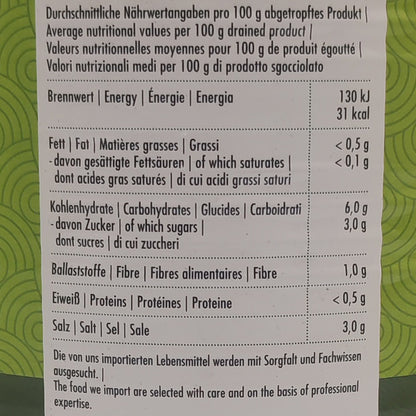 Durchschnittliche Nährwertangaben pro 100 g abgetropftes Produkt |
Average nutritional values per 100 g drained product |
Valeurs nutritionnelles moyennes pour 100 g de produit égoutté |
Valori nutrizionali medi per 100 g di prodotto sgocciolato
Brennwert | Energy | Énergie | Energia 130 kJ
31 kcal
Fett | Fat | Matières grasses | Grassi < 0,5 g
- davon gesättigte Fettsäuren | of which saturates | < 0,1 g
dont acides gras saturés | di cui acidi grassi saturi
Kohlenhydrate | Carbohydrates | Glucides | Carboidrati 6,0 g
- davon Zucker | of which sugars | 3,0 g
dont sucres | di cui zuccheri
Ballaststoffe | Fibre | Fibres alimentaires | Fibre 1,0 g
Eiweiß | Proteins | Protéines | Proteine < 0,5 g
Salz | Salt | Sel | Sale 3,0 g
Die von uns importierten Lebensmittel werden mit Sorgfalt und Fachwissen
ausgesucht. |
The food we import are selected with care and on the basis of professional
expertise.